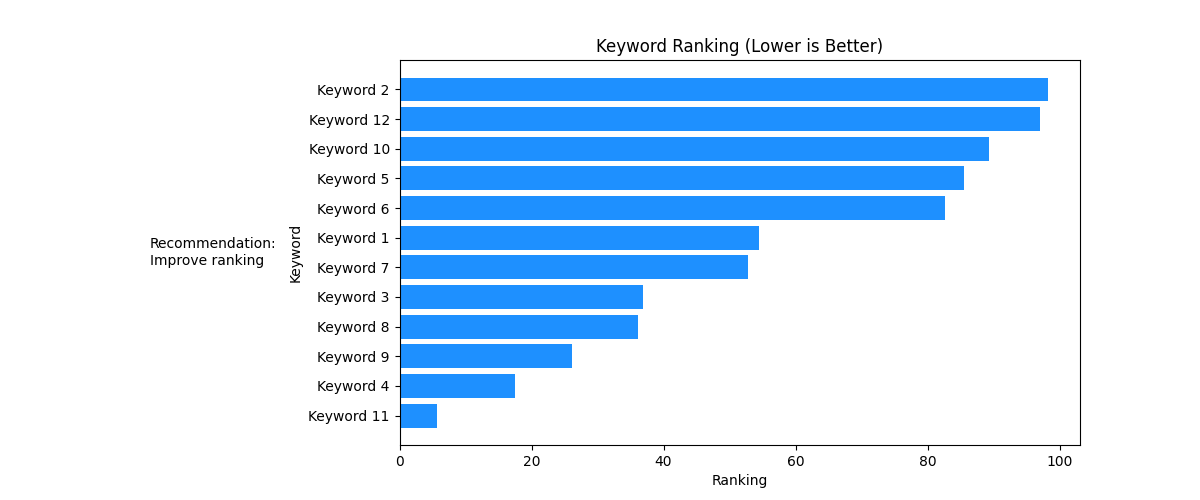 Keyword Ranking (Lower is Better)
Keyword 2
Keyword 12
Keyword 10
Keyword 5
Keyword 6
Keyword 1
Keyword 7
Keyword 3
Keyword 8
Keyword 9
Keyword 4
Keyword 11
Keyword
Recommendation:
Improve ranking
0 20 40 60 80 100
Ranking